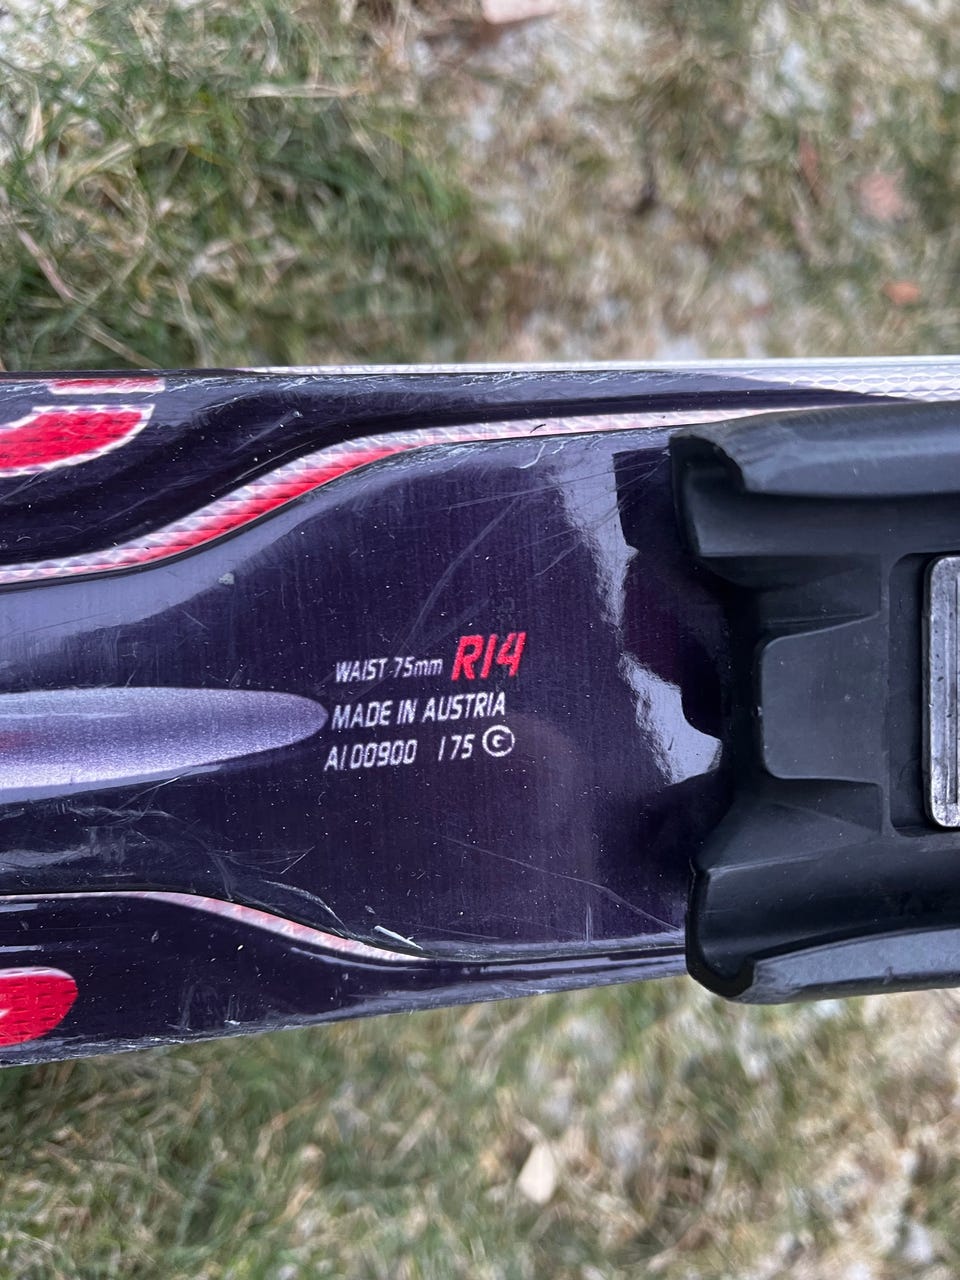 WAIST 75mm R14
MADE IN AUSTRIA
A100900 175 G